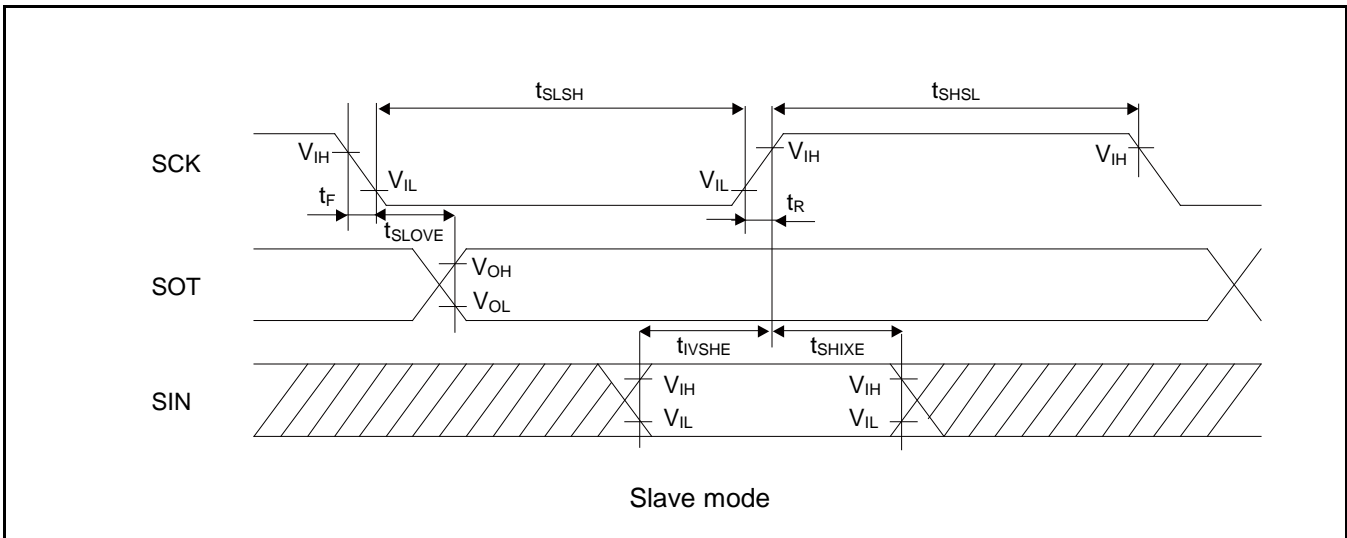 tSLSH
tSHSL
SCK
VIH
VIL
VIL
VIH
VIH
tF
tR
tSLOVE
SOT
VOH
VOL
tIVSHE
tSHIXE
SIN
VIH
VIH
VIL
VIL
Slave mode